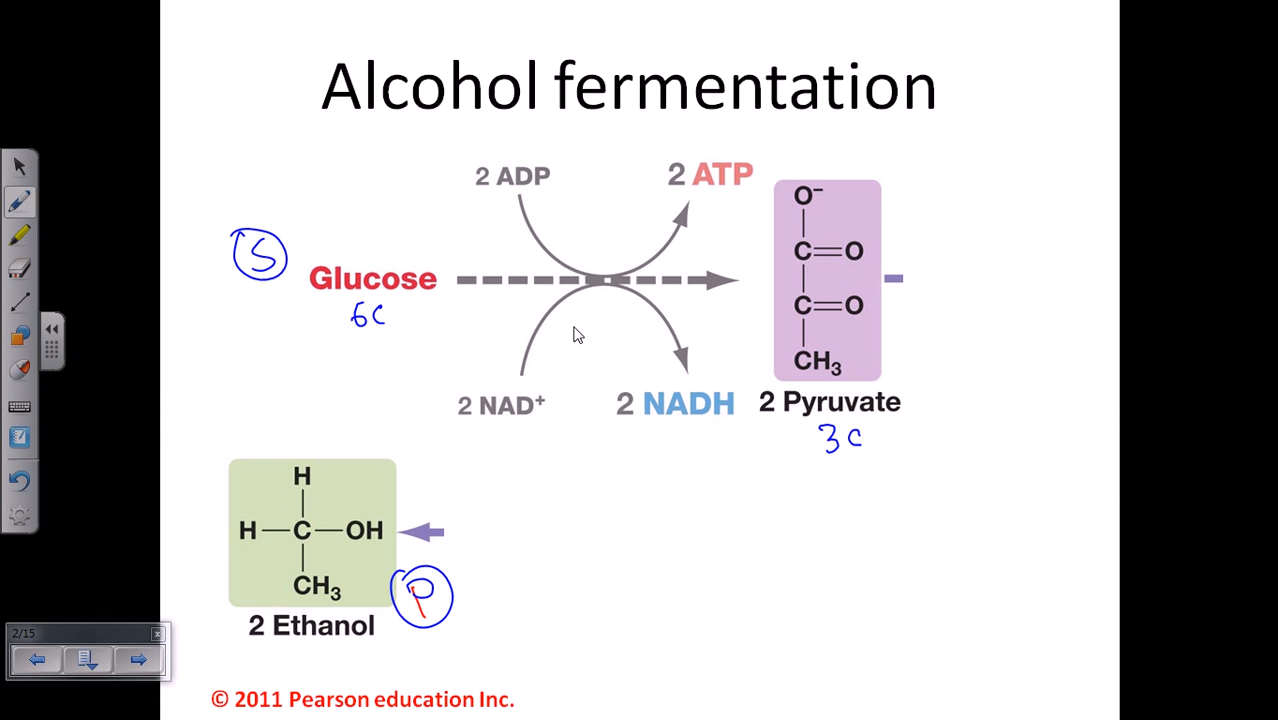 Alcohol fermentation
2 ADP
2 ATP
S
Glucose
6C
2 NAD⁺
2 NADH
O⁻
C=O
C=O
CH₃
2 Pyruvate
3C
H
H—C—OH
CH₃
P
2 Ethanol
2/15
x
© 2011 Pearson education Inc.